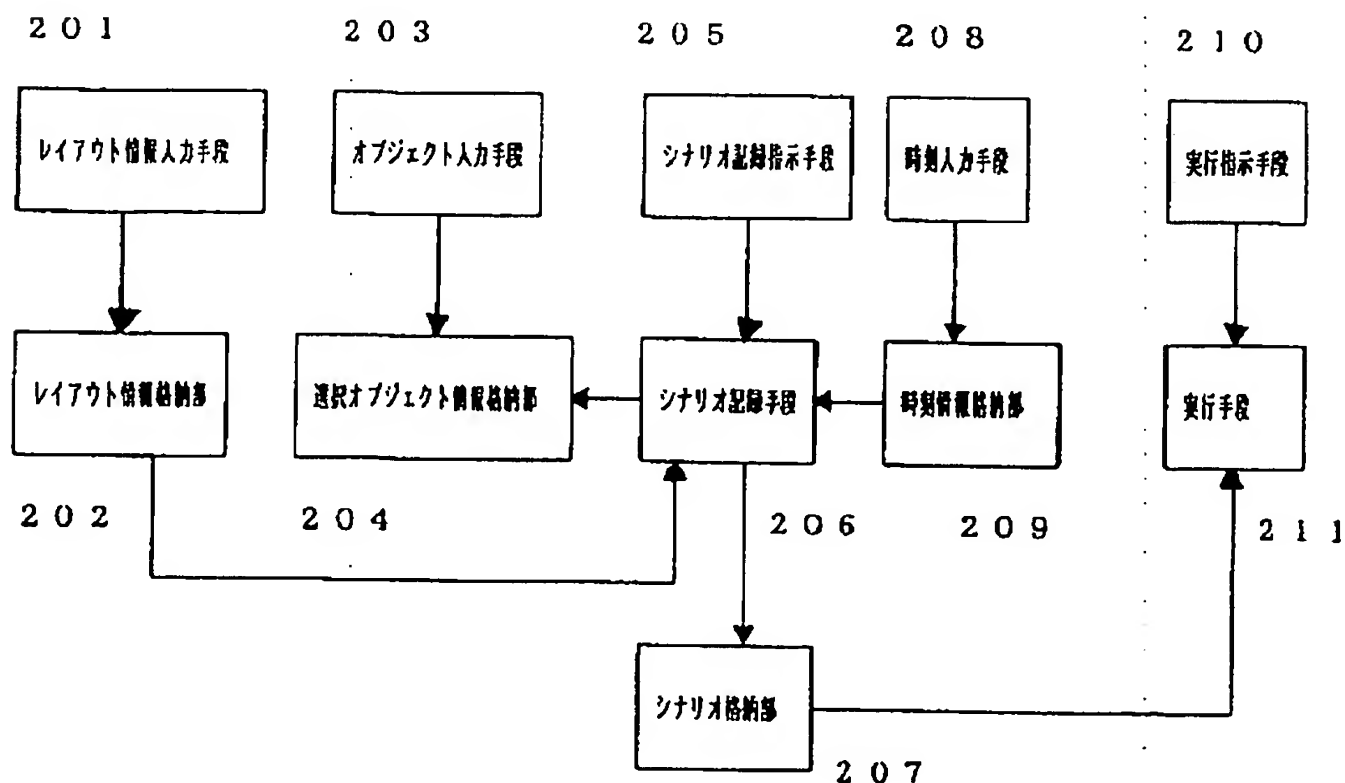 201 203 205 208 210
レイアウト情報入力手段 オブジェクト入力手段 シナリオ記録指示手段 時刻入力手段 実行指示手段
レイアウト情報格納部 選択オブジェクト情報格納部 シナリオ記録手段 時刻情報格納部 実行手段
202 204 206 209 211
シナリオ格納部
207